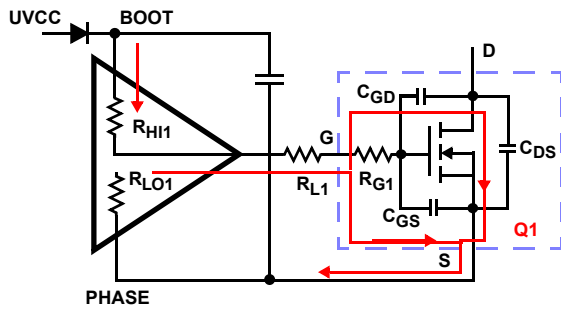 UVCC
BOOT
D
CGD
RHI1
G
CDS
RLO1
RL1
RG1
CGS
Q1
S
PHASE